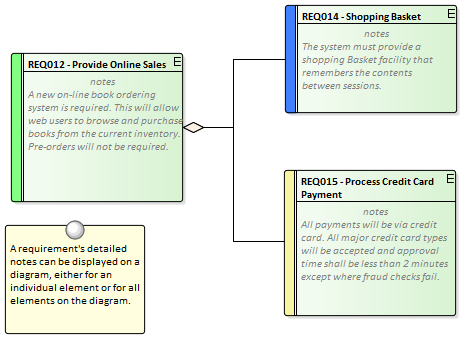 REQ012 - Provide Online Sales
E
notes
A new on-line book ordering
system is required. This will allow
web users to browse and purchase
books from the current inventory.
Pre-orders will not be required.
REQ014 - Shopping Basket
E
notes
The system must provide a
shopping Basket facility that
remembers the contents
between sessions.
REQ015 - Process Credit Card
Payment
E
notes
All payments will be via credit
card. All major credit card types
will be accepted and approval
time shall be less than 2 minutes
except where fraud checks fail.
A requirement's detailed
notes can be displayed on a
diagram, either for an
individual element or for all
elements on the diagram.